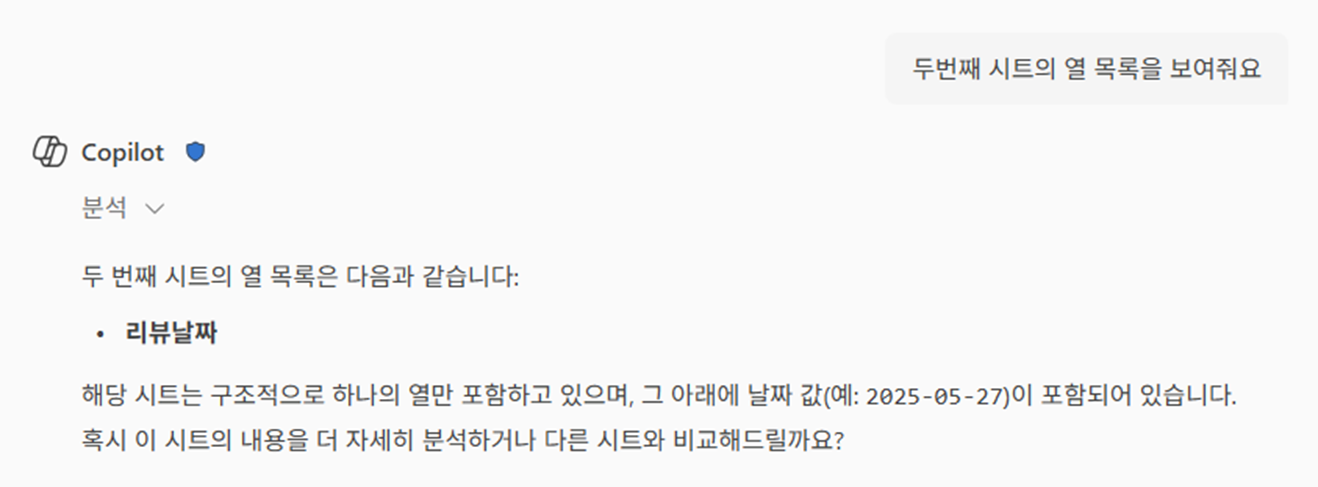 두번째 시트의 열 목록을 보여줘요
Copilot
분석
두 번째 시트의 열 목록은 다음과 같습니다:
• 리뷰날짜
해당 시트는 구조적으로 하나의 열만 포함하고 있으며, 그 아래에 날짜 값(예: 2025-05-27)이 포함되어 있습니다.
혹시 이 시트의 내용을 더 자세히 분석하거나 다른 시트와 비교해드릴까요?